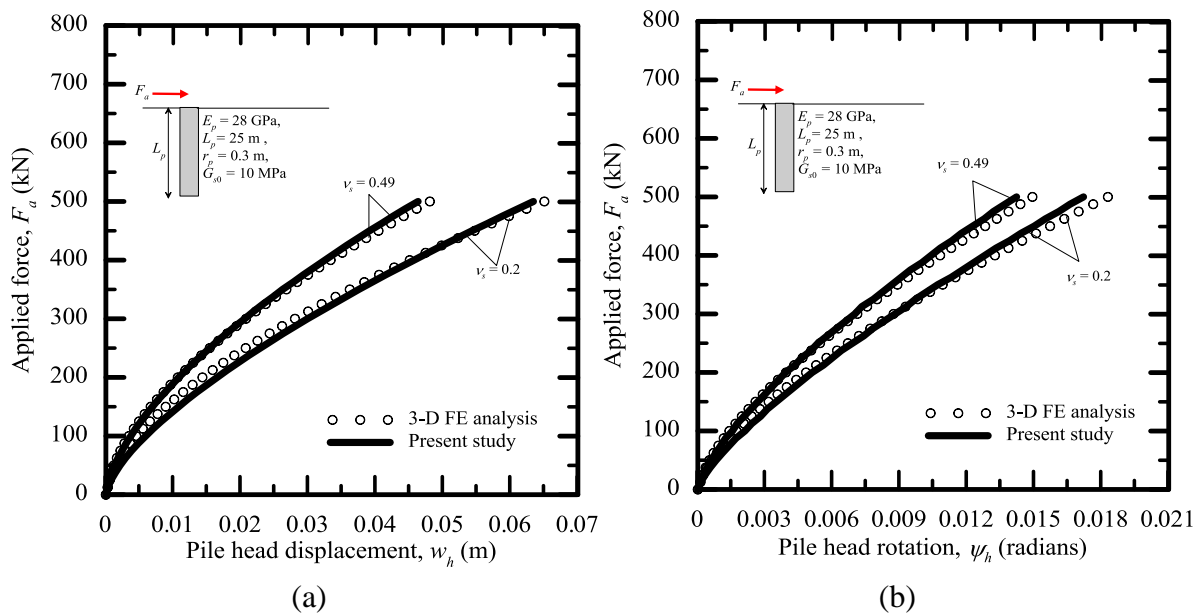 800
700
600
500
400
300
200
100
0
Applied force, F_a (kN)
F_a
L_p
E_p = 28 GPa,
L_p = 25 m ,
r_p = 0.3 m,
G_s0 = 10 MPa
ν_s = 0.49
ν_s = 0.2
3-D FE analysis
Present study
0 0.01 0.02 0.03 0.04 0.05 0.06 0.07
Pile head displacement, w_h (m)
(a)
800
700
600
500
400
300
200
100
0
Applied force, F_a (kN)
F_a
L_p
E_p = 28 GPa,
L_p = 25 m ,
r_p = 0.3 m,
G_s0 = 10 MPa
ν_s = 0.49
ν_s = 0.2
3-D FE analysis
Present study
0 0.003 0.006 0.009 0.012 0.015 0.018 0.021
Pile head rotation, ψ_h (radians)
(b)